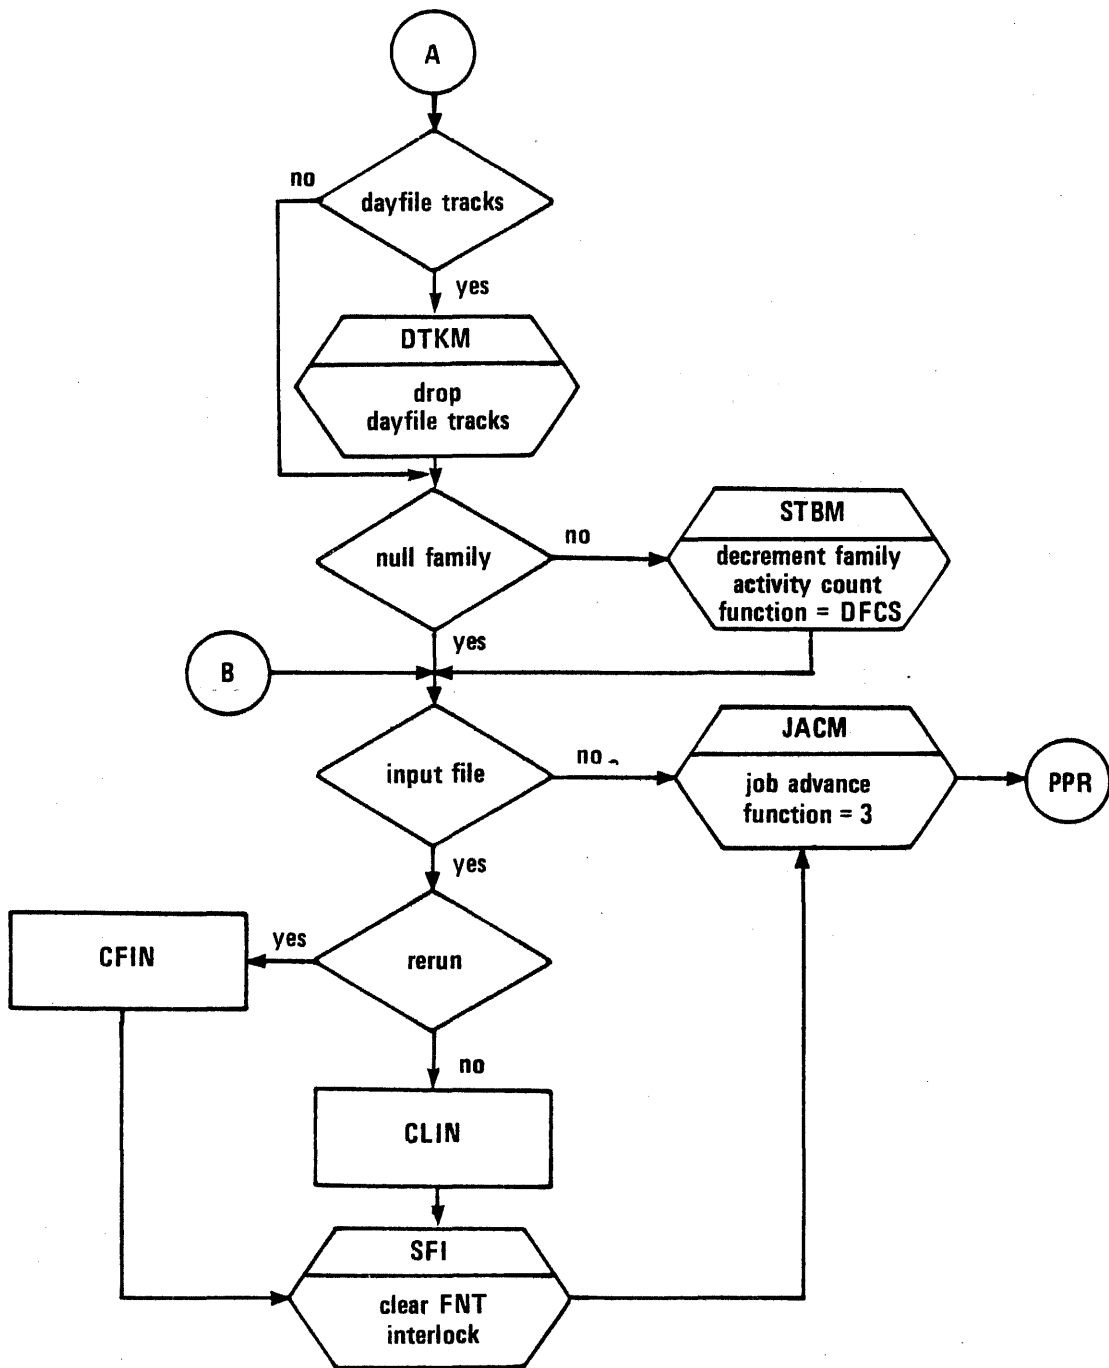 A
no
dayfile tracks
yes
DTKM
drop
dayfile tracks
null family
no
STBM
decrement family
activity count
function = DFCS
yes
B
input file
no
JACM
job advance
function = 3
PPR
yes
CFIN
yes
rerun
no
CLIN
SFI
clear FNT
interlock